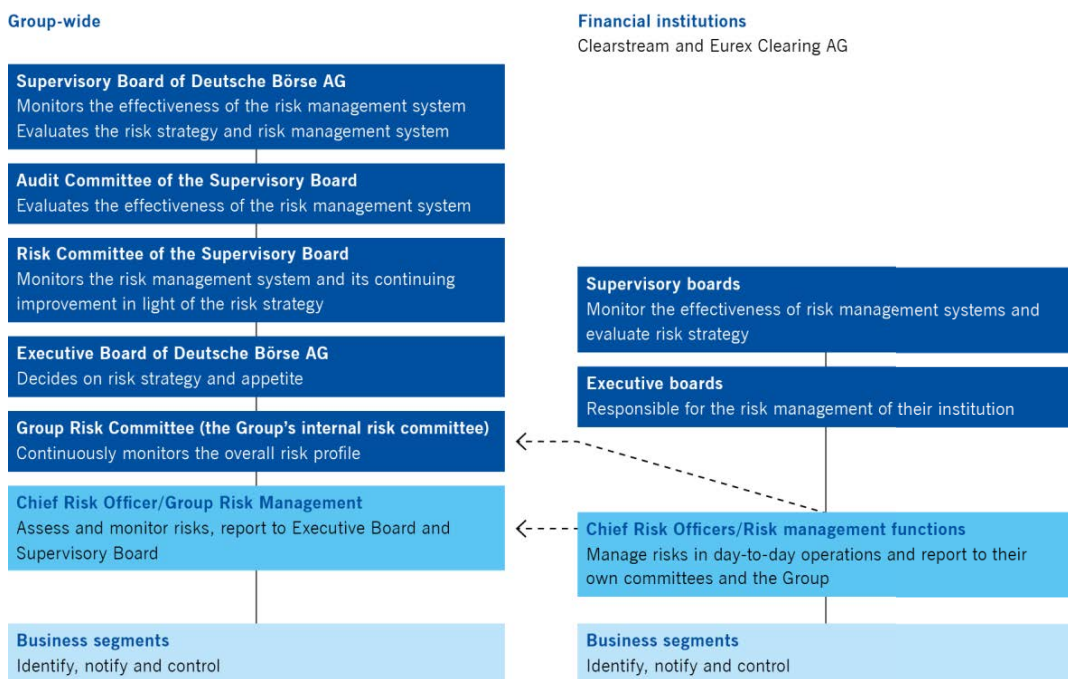 Group-wide
Supervisory Board of Deutsche Börse AG
Monitors the effectiveness of the risk management system
Evaluates the risk strategy and risk management system
Audit Committee of the Supervisory Board
Evaluates the effectiveness of the risk management system
Risk Committee of the Supervisory Board
Monitors the risk management system and its continuing
improvement in light of the risk strategy
Executive Board of Deutsche Börse AG
Decides on risk strategy and appetite
Group Risk Committee (the Group's internal risk committee)
Continuously monitors the overall risk profile
Chief Risk Officer/Group Risk Management
Assess and monitor risks, report to Executive Board and
Supervisory Board
Business segments
Identify, notify and control
Financial institutions
Clearstream and Eurex Clearing AG
Supervisory boards
Monitor the effectiveness of risk management systems and
evaluate risk strategy
Executive boards
Responsible for the risk management of their institution
Chief Risk Officers/Risk management functions
Manage risks in day-to-day operations and report to their
own committees and the Group
Business segments
Identify, notify and control